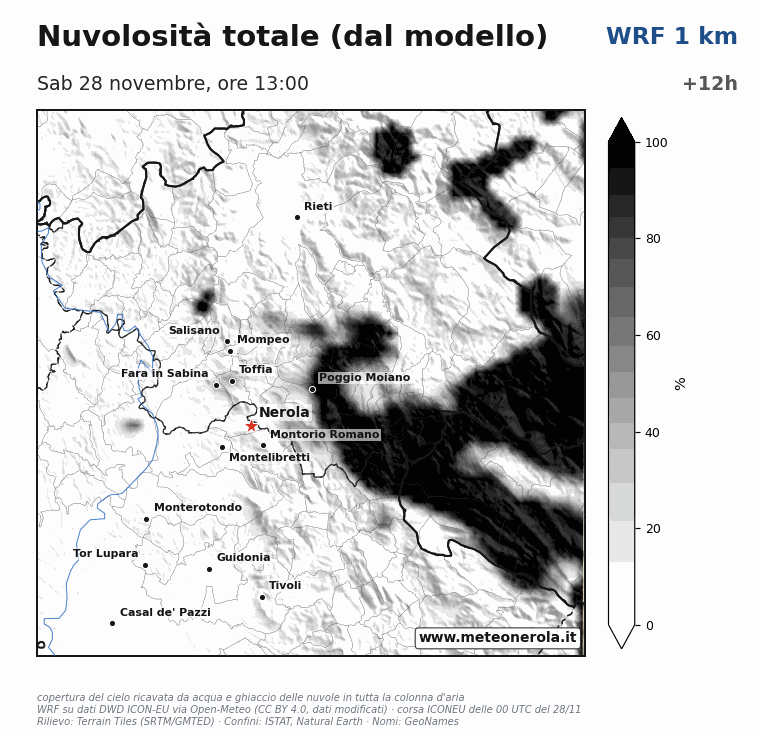 Nuvolosità totale (dal modello)
WRF 1 km
Sab 28 novembre, ore 13:00
+12h
Rieti
Salisano
Mompeo
Toffia
Fara in Sabina
Poggio Moiano
Nerola
Montorio Romano
Montelibretti
Monterotondo
Tor Lupara
Guidonia
Tivoli
Casal de' Pazzi
www.meteonerola.it
100
80
60
40
20
0
%
copertura del cielo ricavata da acqua e ghiaccio delle nuvole in tutta la colonna d'aria
WRF su dati DWD ICON-EU via Open-Meteo (CC BY 4.0, dati modificati) · corsa ICONEU delle 00 UTC del 28/11
Rilievo: Terrain Tiles (SRTM/GMTED) · Confini: ISTAT, Natural Earth · Nomi: GeoNames